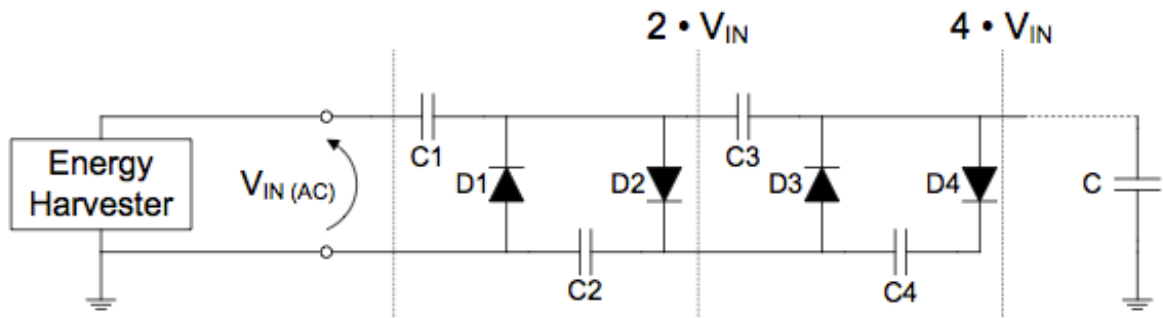 2 • VIN
4 • VIN
Energy
Harvester
VIN (AC)
C1
D1
D2
C2
C3
D3
D4
C4
C